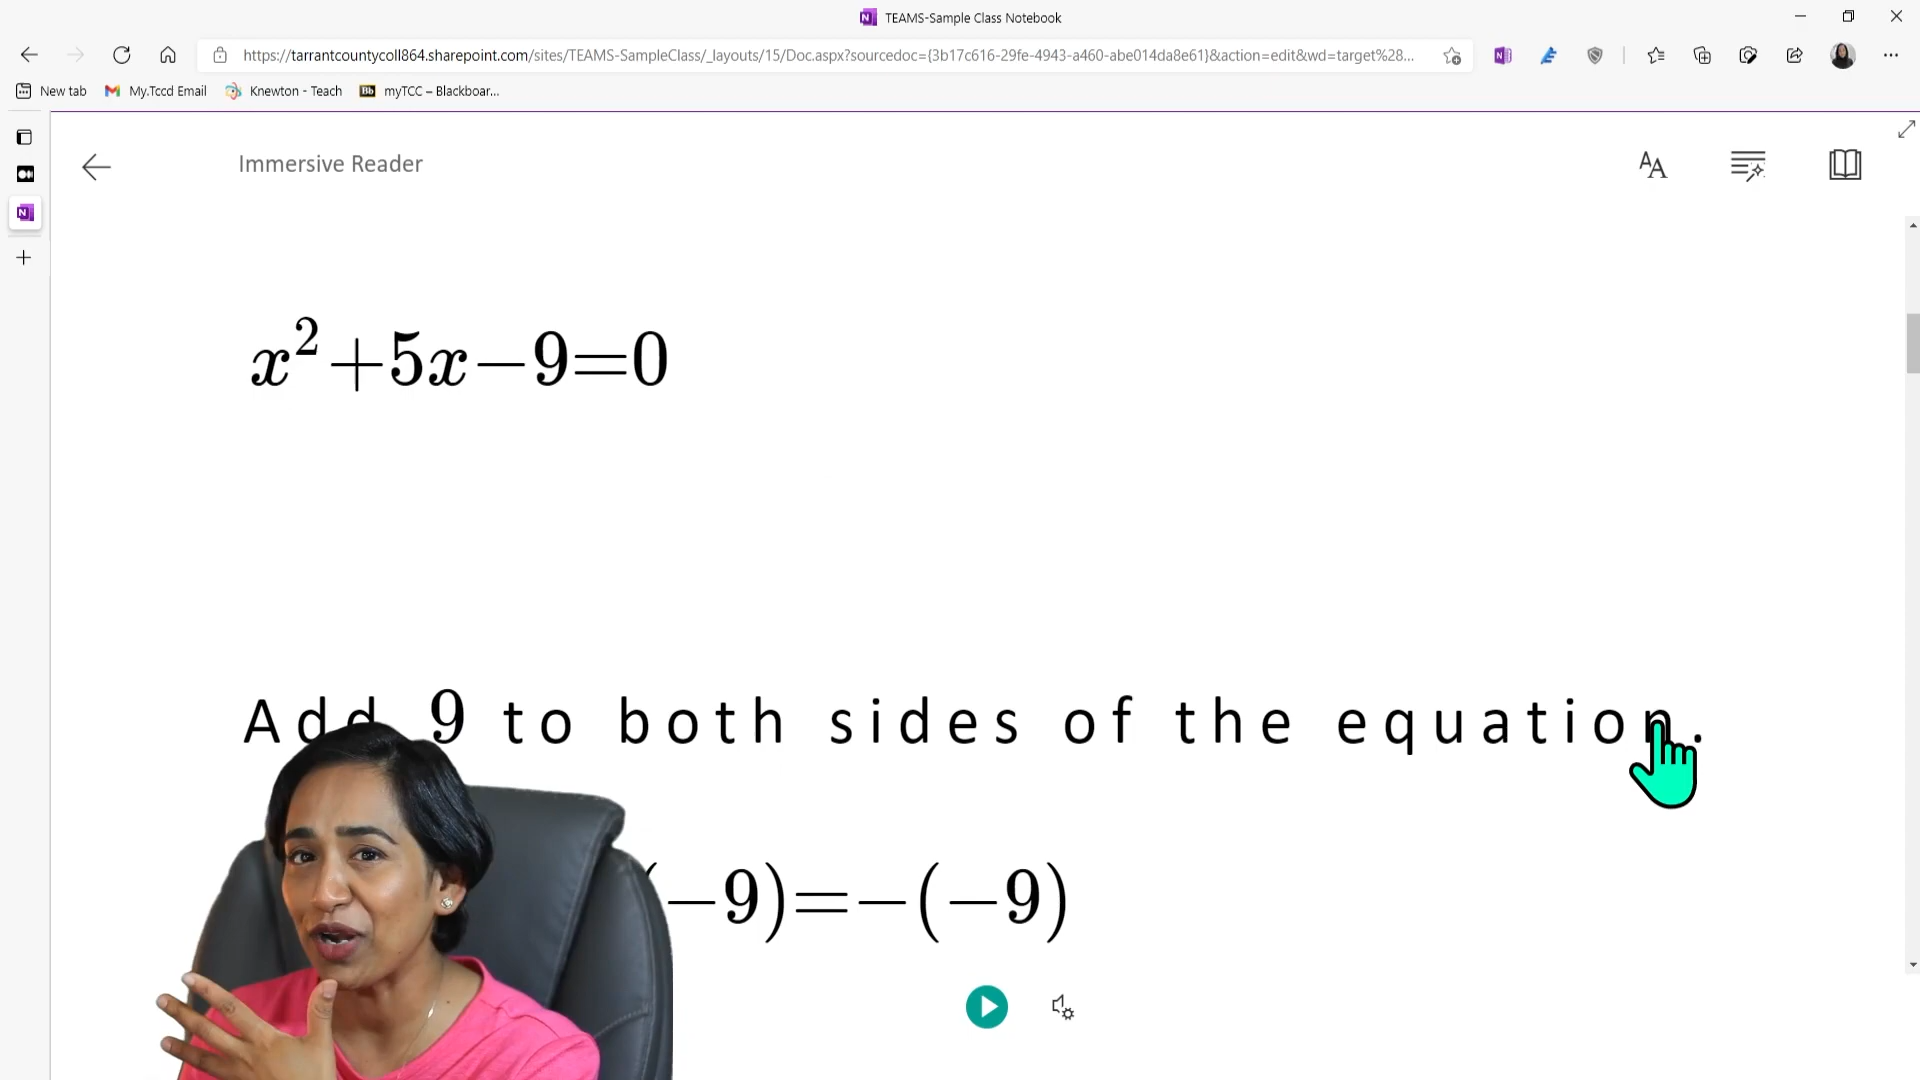 TEAMS-Sample Class Notebook
https://tarrantcountycoll864.sharepoint.com/sites/TEAMS-SampleClass/_layouts/15/Doc.aspx?sourcedoc={3b17c616-29fe-4943-a460-abe014da8e61}&action=edit&wd=target%28...
New tab My.Tccd Email Knewton - Teach Bb myTCC – Blackboar...
Immersive Reader
x²+5x−9=0
Add 9 to both sides of the equation.
−9)=−(−9)